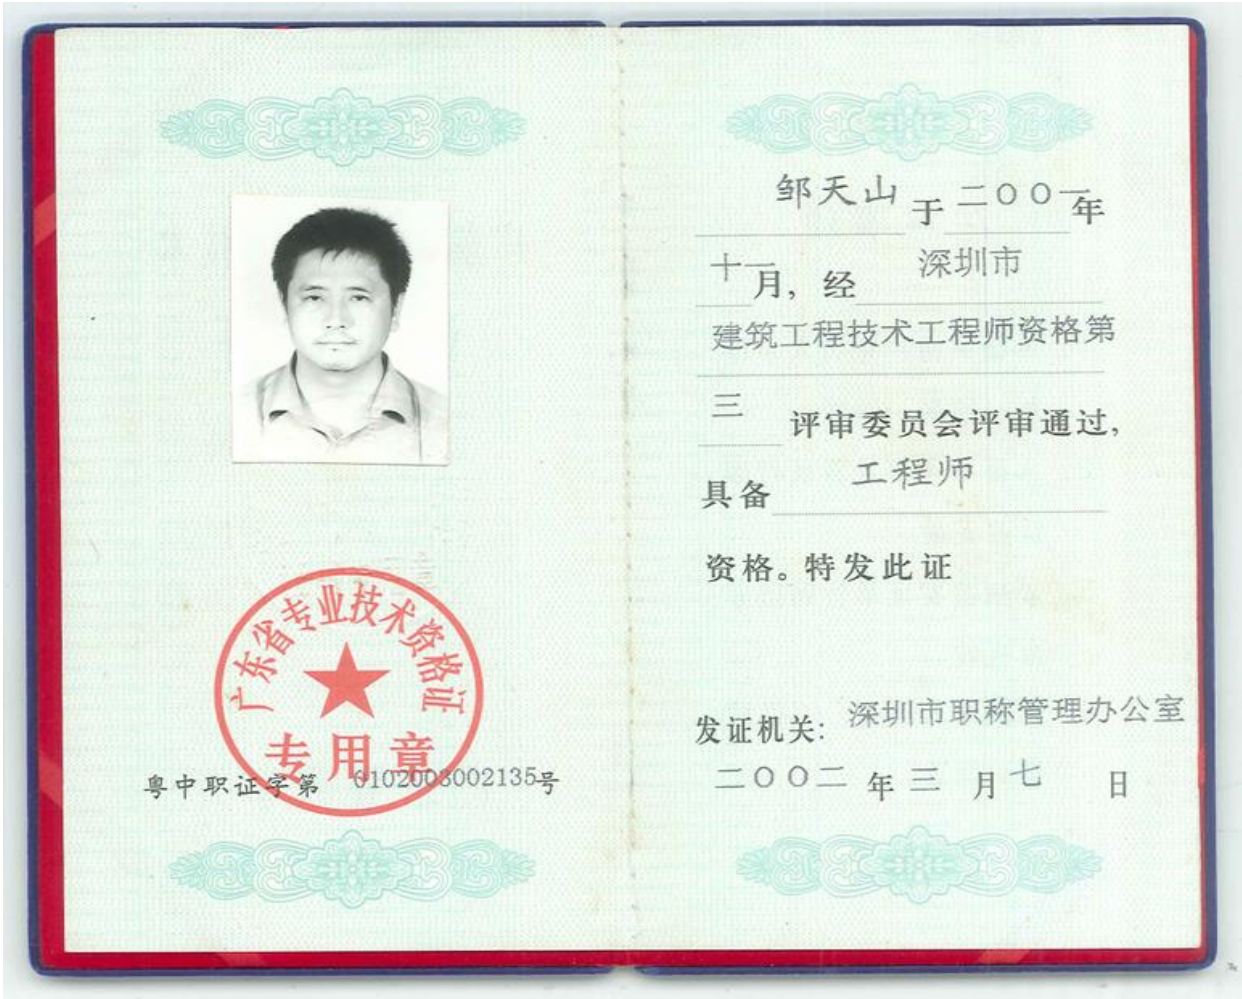 广东省专业技术资格证
专用章
粤中职证字第 0102003002135号
邹天山 于 二〇〇一年
十一月，经 深圳市
建筑工程技术工程师资格第
三 评审委员会评审通过，
具备 工程师
资格。特发此证
发证机关：深圳市职称管理办公室
二〇〇二 年 三 月 七 日